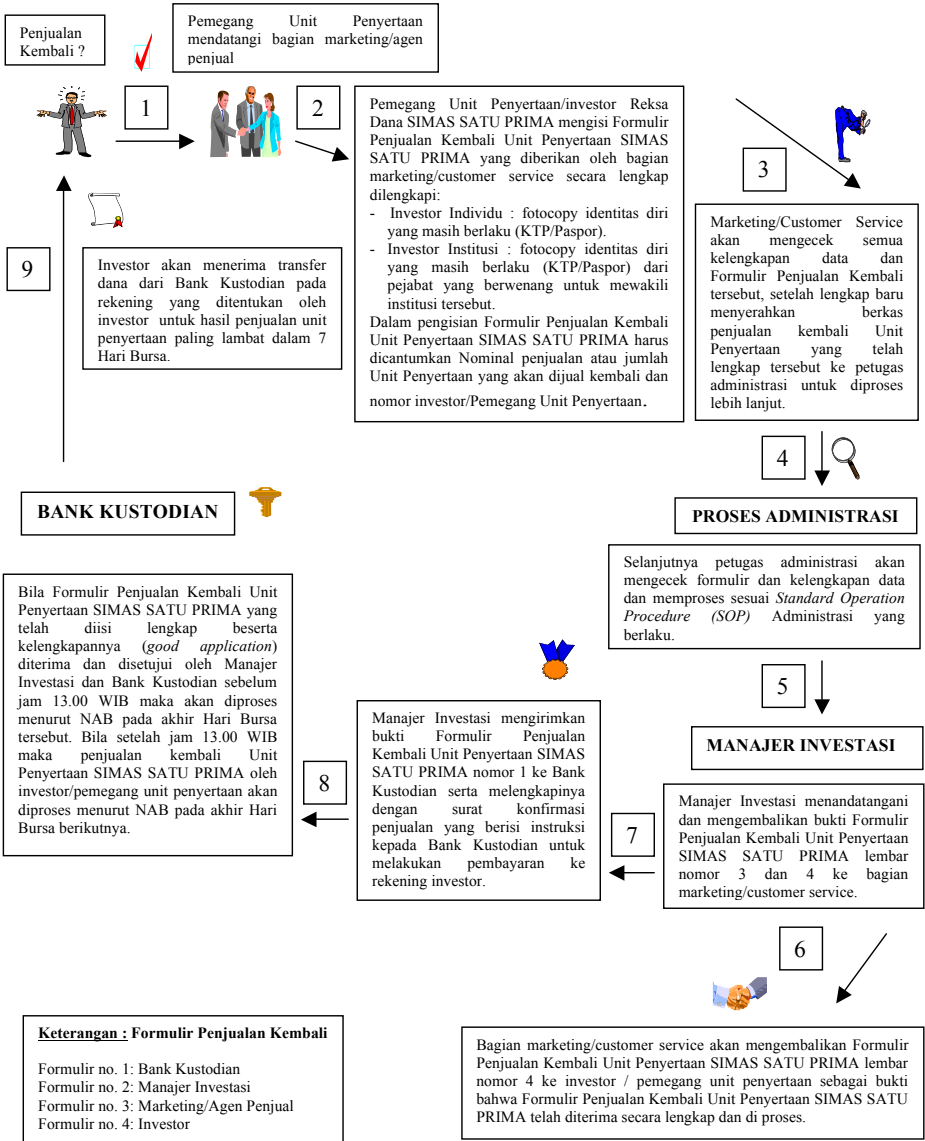 Penjualan
Kembali ?
Pemegang Unit Penyertaan
mendatangi bagian marketing/agen
penjual
1
2
Pemegang Unit Penyertaan/investor Reksa
Dana SIMAS SATU PRIMA mengisi Formulir
Penjualan Kembali Unit Penyertaan SIMAS
SATU PRIMA yang diberikan oleh bagian
marketing/customer service secara lengkap
dilengkapi:
- Investor Individu : fotocopy identitas diri
yang masih berlaku (KTP/Paspor).
- Investor Institusi : fotocopy identitas diri
yang masih berlaku (KTP/Paspor) dari
pejabat yang berwenang untuk mewakili
institusi tersebut.
Dalam pengisian Formulir Penjualan Kembali
Unit Penyertaan SIMAS SATU PRIMA harus
dicantumkan Nominal penjualan atau jumlah
Unit Penyertaan yang akan dijual kembali dan
nomor investor/Pemegang Unit Penyertaan.
3
Marketing/Customer Service
akan mengecek semua
kelengkapan data dan
Formulir Penjualan Kembali
tersebut, setelah lengkap baru
menyerahkan berkas
penjualan kembali Unit
Penyertaan yang telah
lengkap tersebut ke petugas
administrasi untuk diproses
lebih lanjut.
9
Investor akan menerima transfer
dana dari Bank Kustodian pada
rekening yang ditentukan oleh
investor untuk hasil penjualan unit
penyertaan paling lambat dalam 7
Hari Bursa.
4
BANK KUSTODIAN
PROSES ADMINISTRASI
Selanjutnya petugas administrasi akan
mengecek formulir dan kelengkapan data
dan memproses sesuai Standard Operation
Procedure (SOP) Administrasi yang
berlaku.
Bila Formulir Penjualan Kembali Unit
Penyertaan SIMAS SATU PRIMA yang
telah diisi lengkap beserta
kelengkapannya (good application)
diterima dan disetujui oleh Manajer
Investasi dan Bank Kustodian sebelum
jam 13.00 WIB maka akan diproses
menurut NAB pada akhir Hari Bursa
tersebut. Bila setelah jam 13.00 WIB
maka penjualan kembali Unit
Penyertaan SIMAS SATU PRIMA oleh
investor/pemegang unit penyertaan akan
diproses menurut NAB pada akhir Hari
Bursa berikutnya.
5
MANAJER INVESTASI
8
Manajer Investasi mengirimkan
bukti Formulir Penjualan
Kembali Unit Penyertaan SIMAS
SATU PRIMA nomor 1 ke Bank
Kustodian serta melengkapinya
dengan surat konfirmasi
penjualan yang berisi instruksi
kepada Bank Kustodian untuk
melakukan pembayaran ke
rekening investor.
7
Manajer Investasi menandatangani
dan mengembalikan bukti Formulir
Penjualan Kembali Unit Penyertaan
SIMAS SATU PRIMA lembar
nomor 3 dan 4 ke bagian
marketing/customer service.
6
Keterangan : Formulir Penjualan Kembali
Formulir no. 1: Bank Kustodian
Formulir no. 2: Manajer Investasi
Formulir no. 3: Marketing/Agen Penjual
Formulir no. 4: Investor
Bagian marketing/customer service akan mengembalikan Formulir
Penjualan Kembali Unit Penyertaan SIMAS SATU PRIMA lembar
nomor 4 ke investor / pemegang unit penyertaan sebagai bukti
bahwa Formulir Penjualan Kembali Unit Penyertaan SIMAS SATU
PRIMA telah diterima secara lengkap dan di proses.